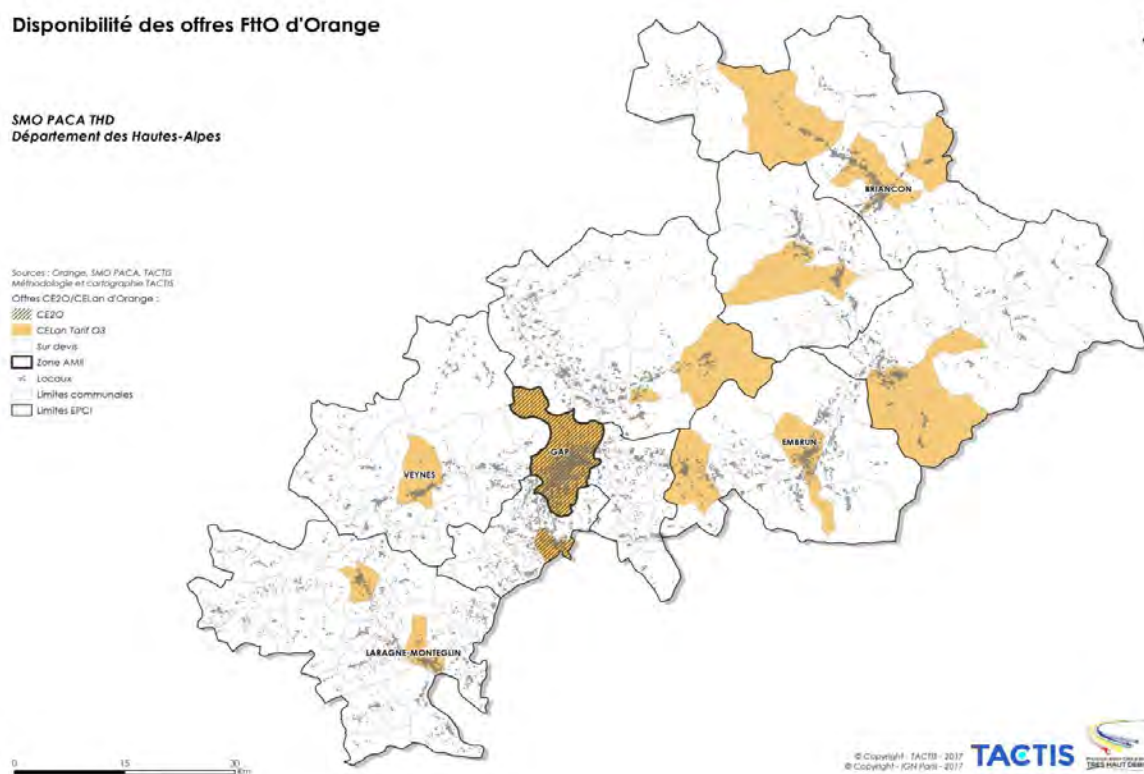 Disponibilité des offres FttO d'Orange
SMO PACA THD
Département des Hautes-Alpes
Sources : Orange, SMO PACA, TACTIS
Méthodologie et cartographie TACTIS
Offres CE2O/CELan d'Orange :
CE2O
CELan Tarif O3
Sur devis
Zone AMII
Locaux
Limites communales
Limites EPCI
BRIANCON
GAP
EMBRUN
VEYNES
LARAGNE-MONTEGLIN
0 15 30
Km
© Copyright - TACTIS - 2017
© Copyright - IGN Paris - 2017
TACTIS